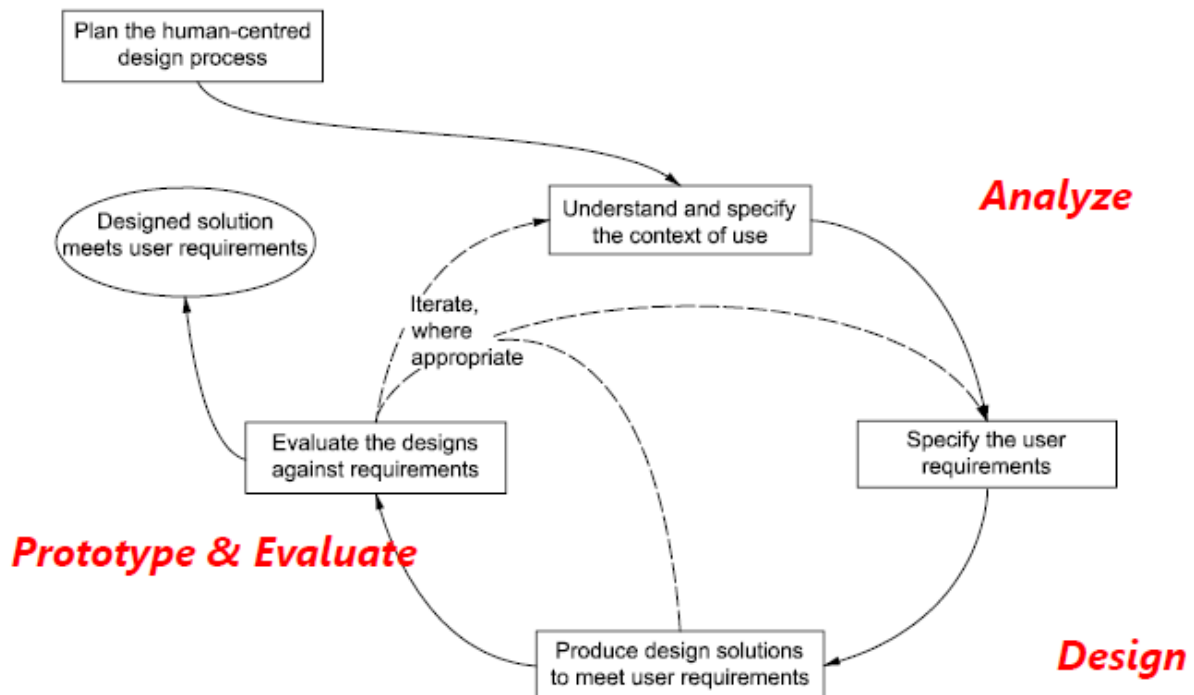 Plan the human-centred
design process
Understand and specify
the context of use
Analyze
Designed solution
meets user requirements
Iterate,
where
appropriate
Evaluate the designs
against requirements
Specify the user
requirements
Prototype & Evaluate
Produce design solutions
to meet user requirements
Design